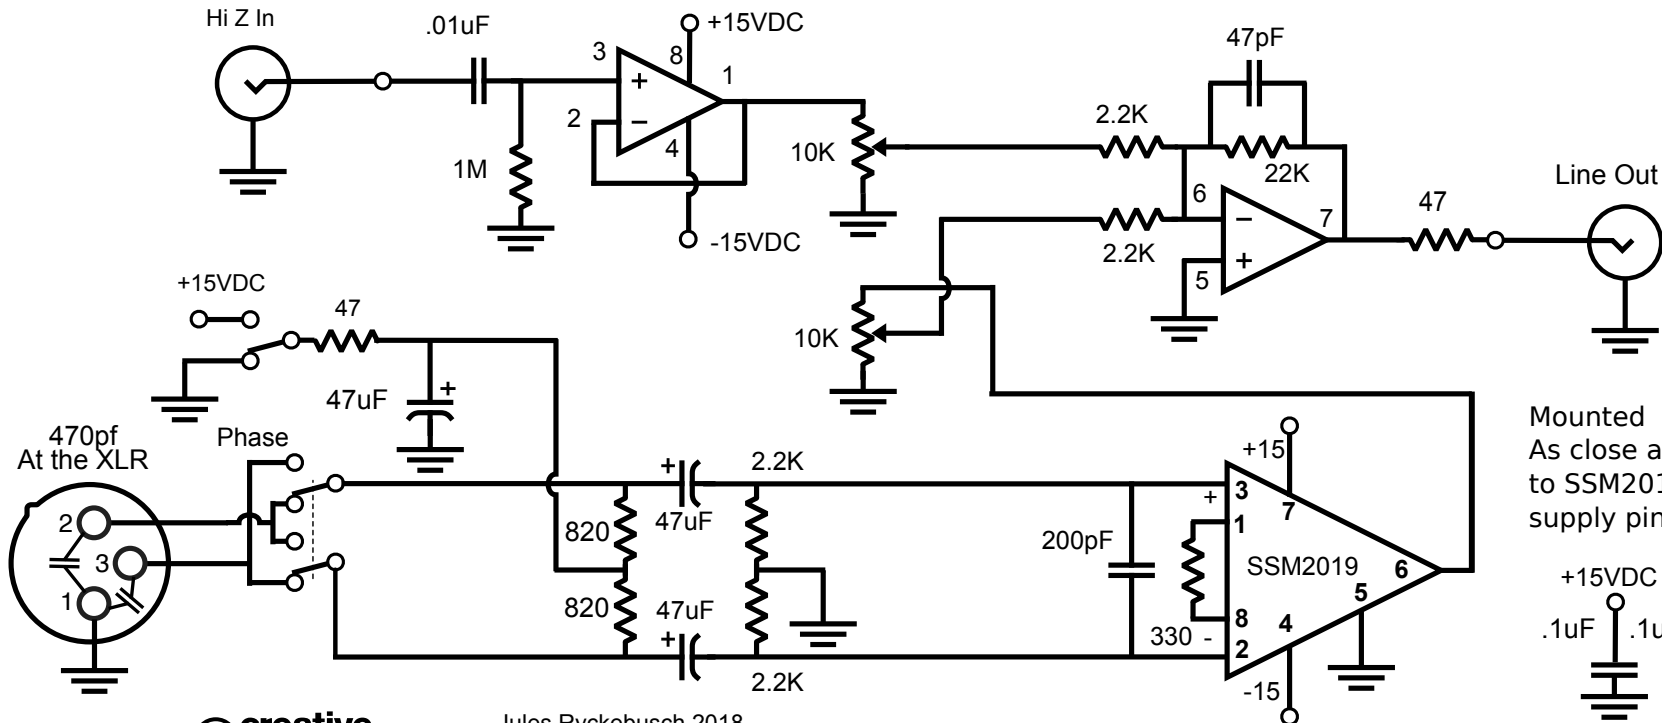 Hi Z In
.01uF
3
8
+15VDC
1
2
4
1M
-15VDC
10K
2.2K
47pF
22K
6
7
5
2.2K
47
Line Out
+15VDC
47
47uF
10K
470pf
At the XLR
Phase
2
3
1
820
820
47uF
47uF
2.2K
2.2K
200pF
330
+15
3
7
1
SSM2019
6
5
8
4
2
-15
Mounted
As close a
supply pin
+15VDC
.1uF
creative
Jules Ryckebusch 2018